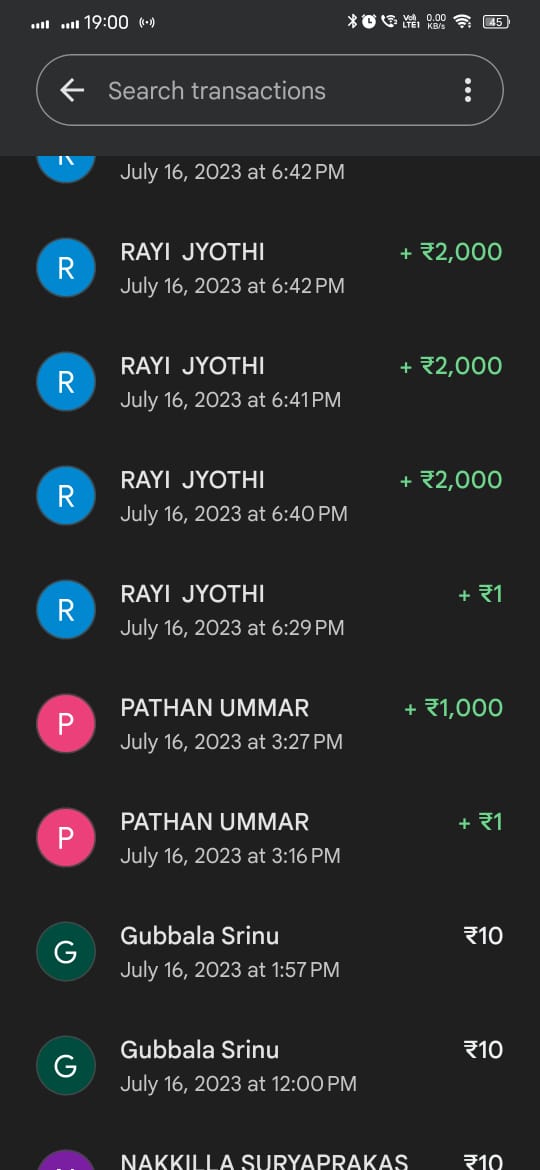 19:00
Vo)) LTE1
0.00 KB/s
45
Search transactions
July 16, 2023 at 6:42 PM
R
RAYI JYOTHI
+ ₹2,000
July 16, 2023 at 6:42 PM
R
RAYI JYOTHI
+ ₹2,000
July 16, 2023 at 6:41 PM
R
RAYI JYOTHI
+ ₹2,000
July 16, 2023 at 6:40 PM
R
RAYI JYOTHI
+ ₹1
July 16, 2023 at 6:29 PM
P
PATHAN UMMAR
+ ₹1,000
July 16, 2023 at 3:27 PM
P
PATHAN UMMAR
+ ₹1
July 16, 2023 at 3:16 PM
G
Gubbala Srinu
₹10
July 16, 2023 at 1:57 PM
G
Gubbala Srinu
₹10
July 16, 2023 at 12:00 PM
NAKKILLA SURYAPRAKAS
₹10